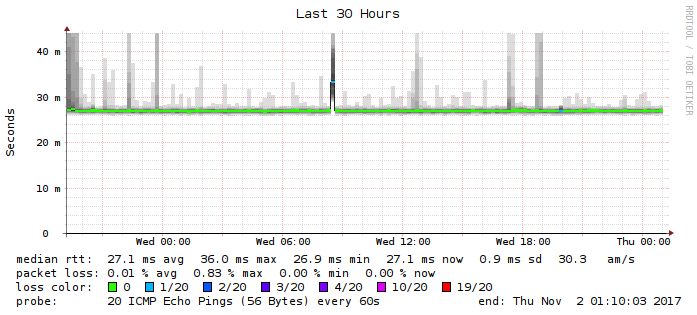 Last 30 Hours
RRDTOOL / TOBI OETIKER
Seconds
40 m
30 m
20 m
10 m
0
Wed 00:00 Wed 06:00 Wed 12:00 Wed 18:00 Thu 00:00
median rtt: 27.1 ms avg 36.0 ms max 26.9 ms min 27.1 ms now 0.9 ms sd 30.3 am/s
packet loss: 0.01 % avg 0.83 % max 0.00 % min 0.00 % now
loss color: 0 1/20 2/20 3/20 4/20 10/20 19/20
probe: 20 ICMP Echo Pings (56 Bytes) every 60s end: Thu Nov 2 01:10:03 2017